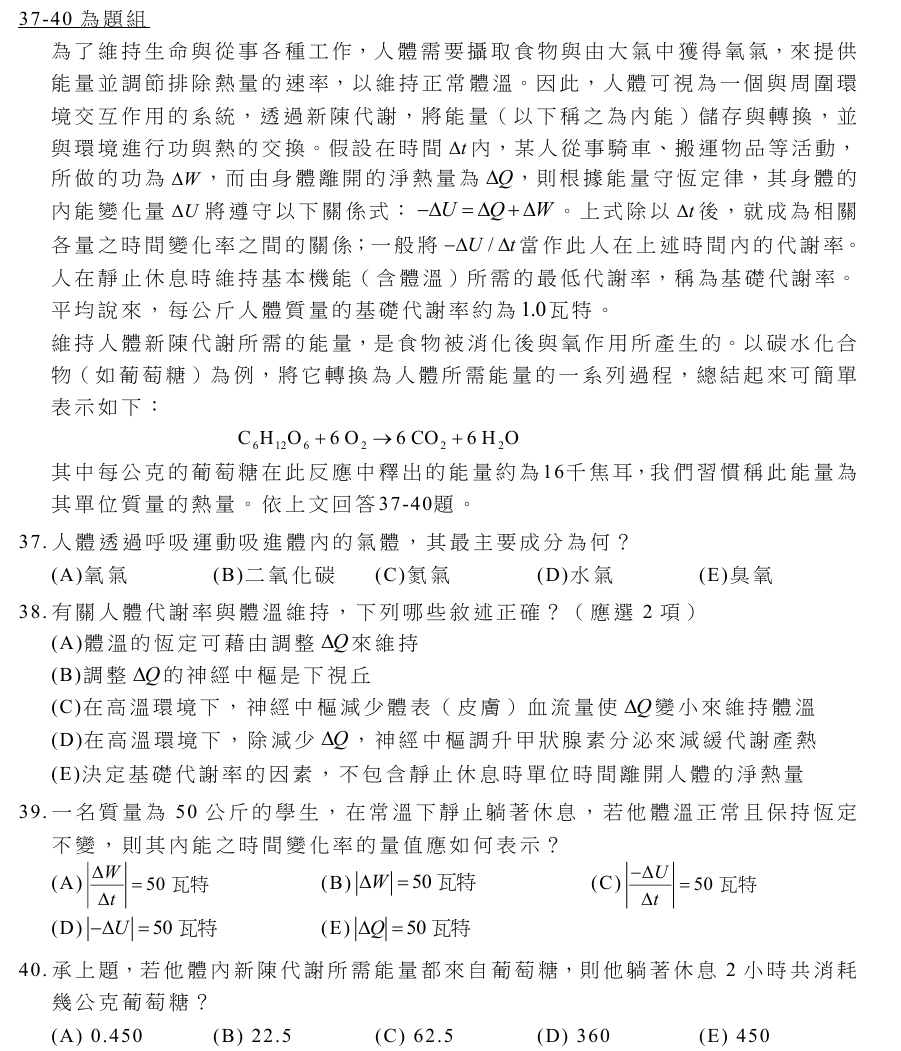 37-40 為題組
為了維持生命與從事各種工作，人體需要攝取食物與由大氣中獲得氧氣，來提供
能量並調節排除熱量的速率，以維持正常體溫。因此，人體可視為一個與周圍環
境交互作用的系統，透過新陳代謝，將能量（以下稱之為內能）儲存與轉換，並
與環境進行功與熱的交換。假設在時間 Δt 內，某人從事騎車、搬運物品等活動，
所做的功為 ΔW，而由身體離開的淨熱量為 ΔQ，則根據能量守恆定律，其身體的
內能變化量 ΔU 將遵守以下關係式：−ΔU = ΔQ + ΔW。上式除以 Δt 後，就成為相關
各量之時間變化率之間的關係；一般將 −ΔU / Δt 當作此人在上述時間內的代謝率。
人在靜止休息時維持基本機能（含體溫）所需的最低代謝率，稱為基礎代謝率。
平均說來，每公斤人體質量的基礎代謝率約為1.0瓦特。
維持人體新陳代謝所需的能量，是食物被消化後與氧作用所產生的。以碳水化合
物（如葡萄糖）為例，將它轉換為人體所需能量的一系列過程，總結起來可簡單
表示如下：
C₆H₁₂O₆ + 6 O₂ → 6 CO₂ + 6 H₂O
其中每公克的葡萄糖在此反應中釋出的能量約為16千焦耳，我們習慣稱此能量為
其單位質量的熱量。依上文回答37-40題。
37. 人體透過呼吸運動吸進體內的氣體，其最主要成分為何？
(A)氧氣 (B)二氧化碳 (C)氮氣 (D)水氣 (E)臭氧
38. 有關人體代謝率與體溫維持，下列哪些敘述正確？（應選 2 項）
(A)體溫的恆定可藉由調整 ΔQ 來維持
(B)調整 ΔQ 的神經中樞是下視丘
(C)在高溫環境下，神經中樞減少體表（皮膚）血流量使 ΔQ 變小來維持體溫
(D)在高溫環境下，除減少 ΔQ，神經中樞調升甲狀腺素分泌來減緩代謝產熱
(E)決定基礎代謝率的因素，不包含靜止休息時單位時間離開人體的淨熱量
39. 一名質量為 50 公斤的學生，在常溫下靜止躺著休息，若他體溫正常且保持恆定
不變，則其內能之時間變化率的量值應如何表示？
(A) |ΔW/Δt| = 50 瓦特 (B) |ΔW| = 50 瓦特 (C) |−ΔU/Δt| = 50 瓦特
(D) |−ΔU| = 50 瓦特 (E) |ΔQ| = 50 瓦特
40. 承上題，若他體內新陳代謝所需能量都來自葡萄糖，則他躺著休息 2 小時共消耗
幾公克葡萄糖？
(A) 0.450 (B) 22.5 (C) 62.5 (D) 360 (E) 450